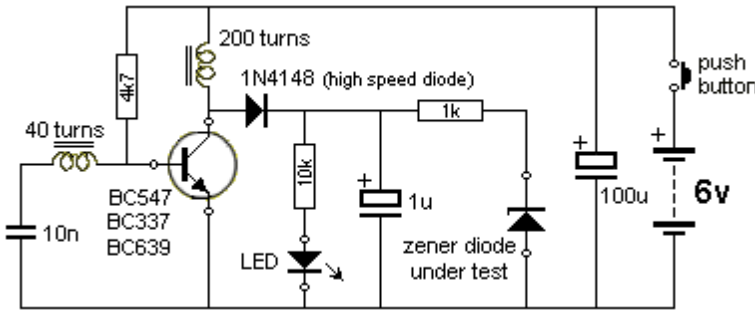 200 turns
push
button
1N4148 (high speed diode)
4k7
1k
40 turns
+
10k
+
+
6v
BC547
BC337
BC639
10n
1u
100u
LED
zener diode
under test